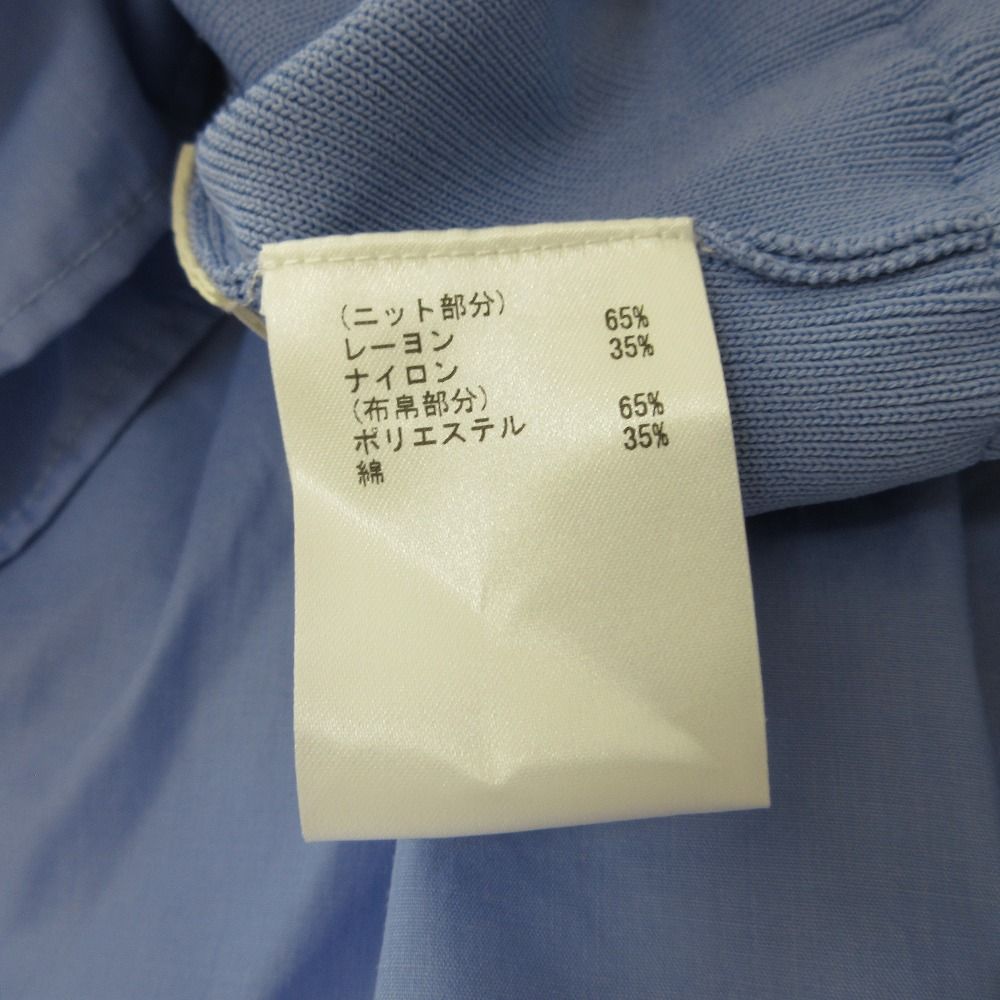 (ニット部分)
レーヨン 65%
ナイロン 35%
(布帛部分)
ポリエステル 65%
綿 35%